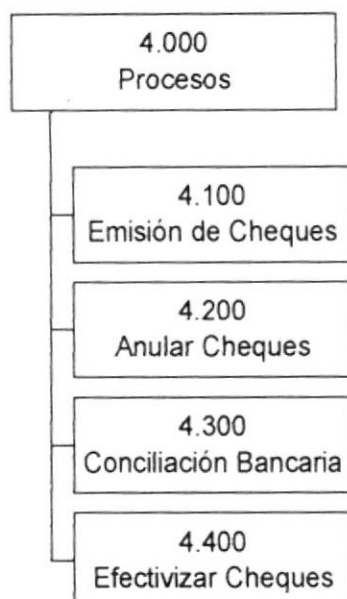 4.000
Procesos
4.100
Emisión de Cheques
4.200
Anular Cheques
4.300
Conciliación Bancaria
4.400
Efectivizar Cheques